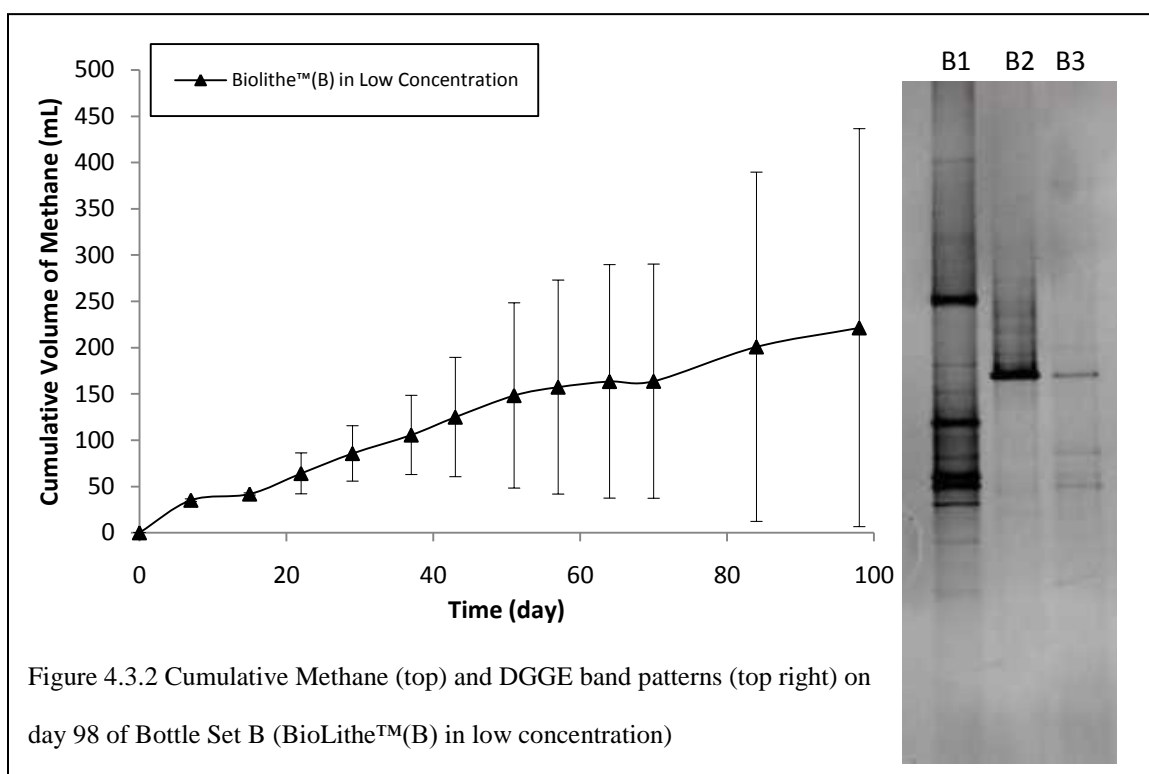 Biolithe™(B) in Low Concentration
B1 B2 B3
Cumulative Volume of Methane (mL)
500
450
400
350
300
250
200
150
100
50
0
0 20 40 60 80 100
Time (day)
Figure 4.3.2 Cumulative Methane (top) and DGGE band patterns (top right) on
day 98 of Bottle Set B (BioLithe™(B) in low concentration)